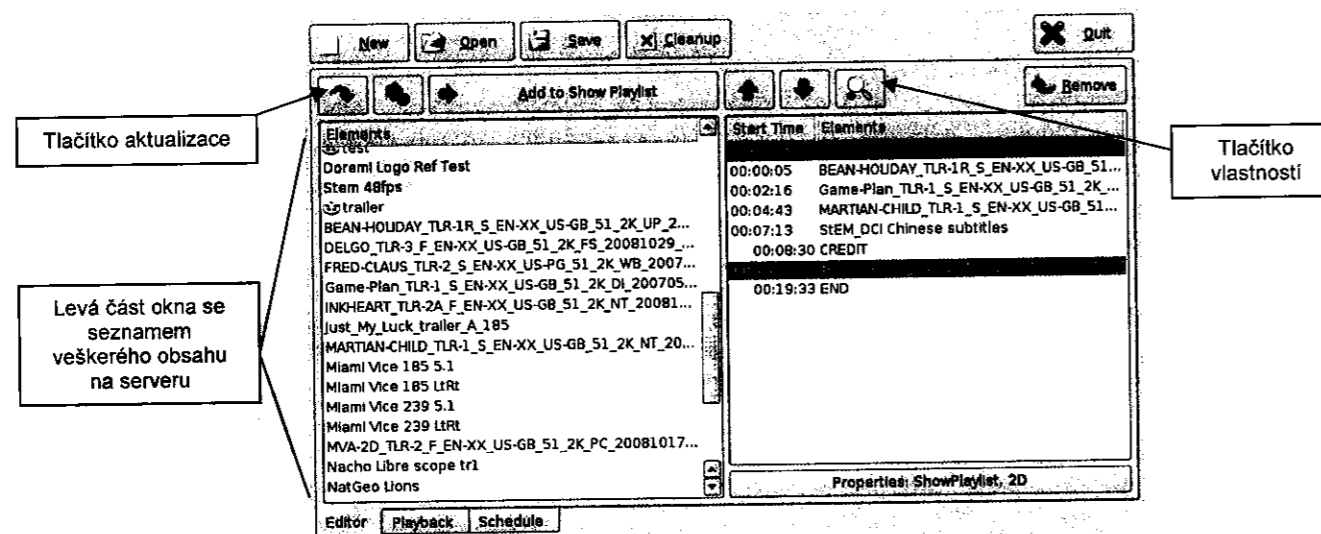 New Open Save Cleanup Quit
Add to Show Playlist Remove
Tlačítko aktualizace
Tlačítko
vlastností
Levá část okna se
seznamem
veškerého obsahu
na serveru
Elements
test
Doremi Logo Ref Test
Stem 48fps
trailer
BEAN-HOLIDAY_TLR-1R_S_EN-XX_US-GB_51_2K_UP_2...
DELGO_TLR-3_F_EN-XX_US-GB_51_2K_FS_20081029_...
FRED-CLAUS_TLR-2_S_EN-XX_US-PG_51_2K_WB_2007...
Game-Plan_TLR-1_S_EN-XX_US-GB_51_2K_DI_200705...
INKHEART_TLR-2A_F_EN-XX_US-GB_51_2K_NT_20081...
Just_My_Luck_trailer_A_185
MARTIAN-CHILD_TLR-1_S_EN-XX_US-GB_51_2K_NT_20...
Miami Vice 185 5.1
Miami Vice 185 LtRt
Miami Vice 239 5.1
Miami Vice 239 LtRt
MVA-2D_TLR-2_F_EN-XX_US-GB_51_2K_PC_20081017...
Nacho Libre scope tr1
NatGeo Lions
Start Time Elements
00:00:05 BEAN-HOLIDAY_TLR-1R_S_EN-XX_US-GB_51...
00:02:16 Game-Plan_TLR-1_S_EN-XX_US-GB_51_2K_...
00:04:43 MARTIAN-CHILD_TLR-1_S_EN-XX_US-GB_51...
00:07:13 StEM_DCI Chinese subtitles
00:08:30 CREDIT
00:19:33 END
Properties: ShowPlaylist, 2D
Editor Playback Schedule